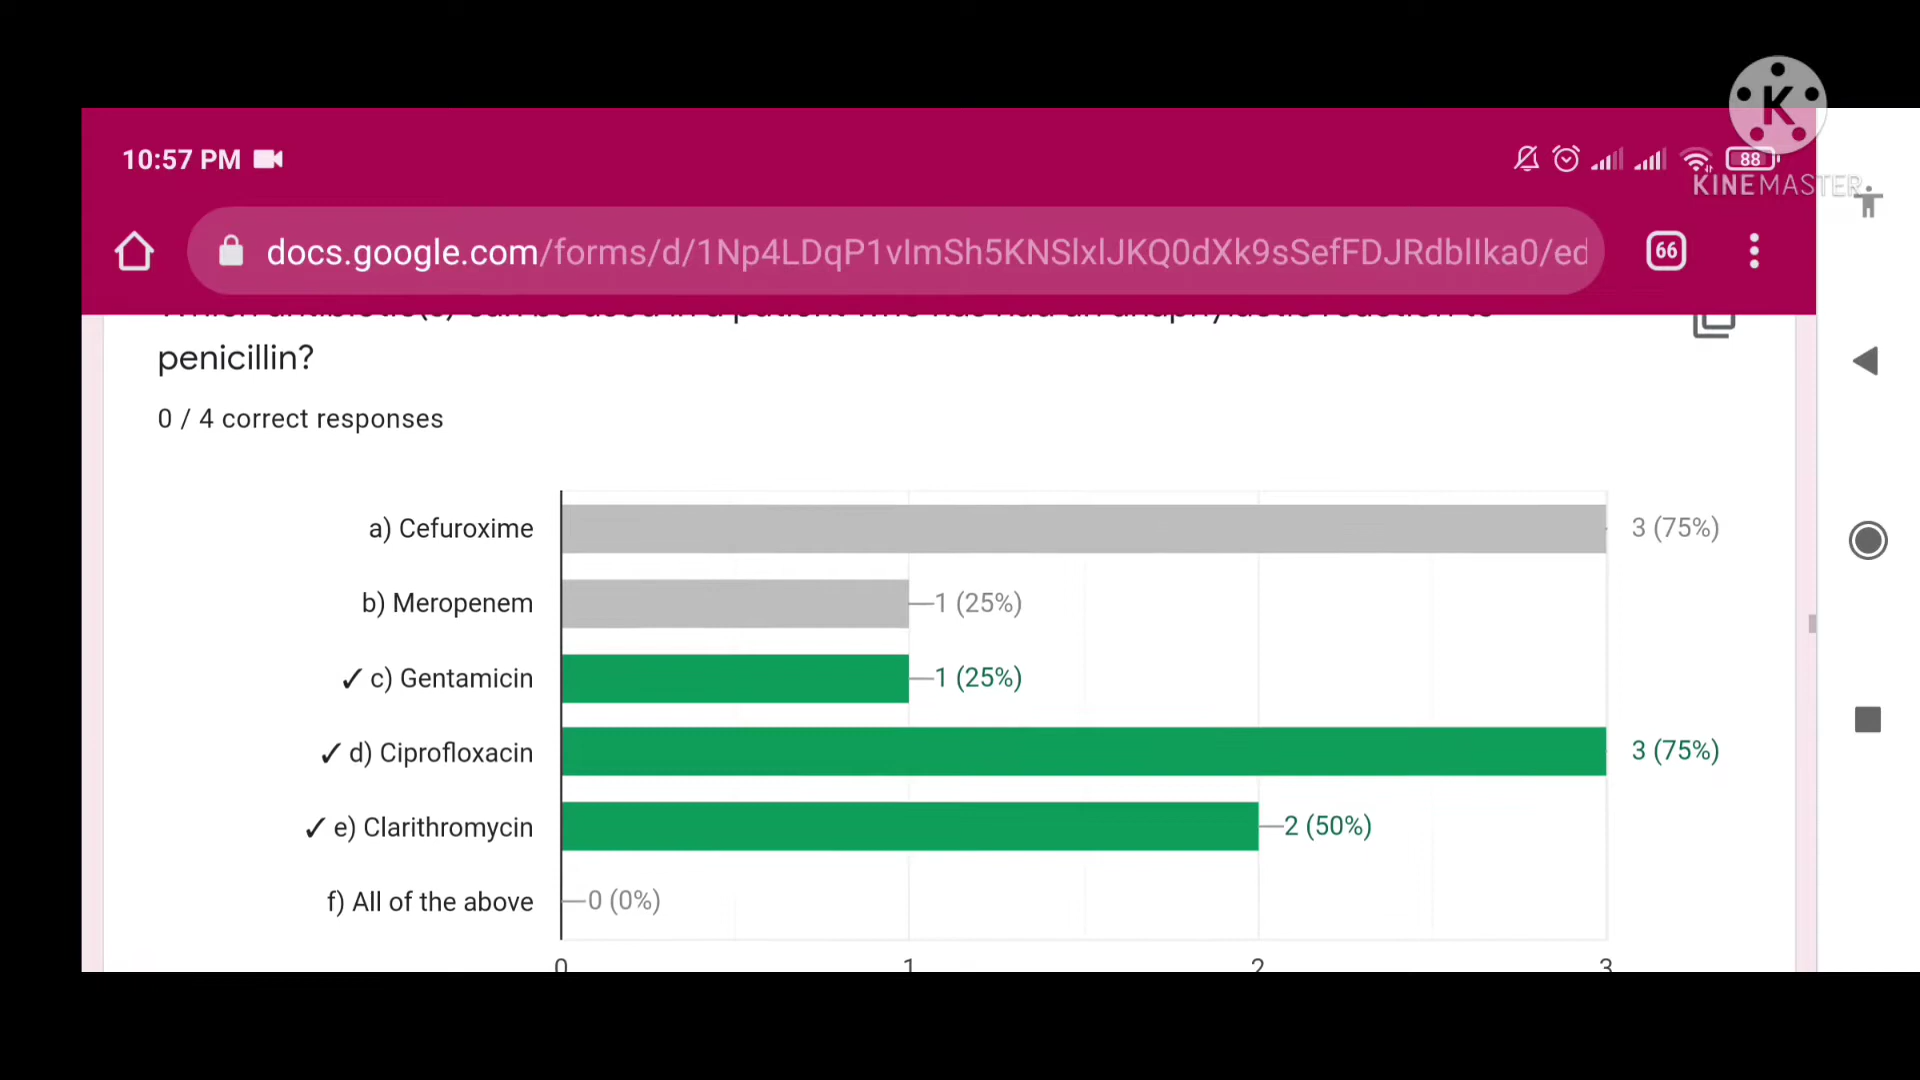 10:57 PM
88
KINEMASTER
docs.google.com/forms/d/1Np4LDqP1vImSh5KNSlxlJKQ0dXk9sSefFDJRdblIka0/ed
66
penicillin?
0 / 4 correct responses
a) Cefuroxime
3 (75%)
b) Meropenem
1 (25%)
✓ c) Gentamicin
1 (25%)
✓ d) Ciprofloxacin
3 (75%)
✓ e) Clarithromycin
2 (50%)
f) All of the above
0 (0%)
0 1 2 3